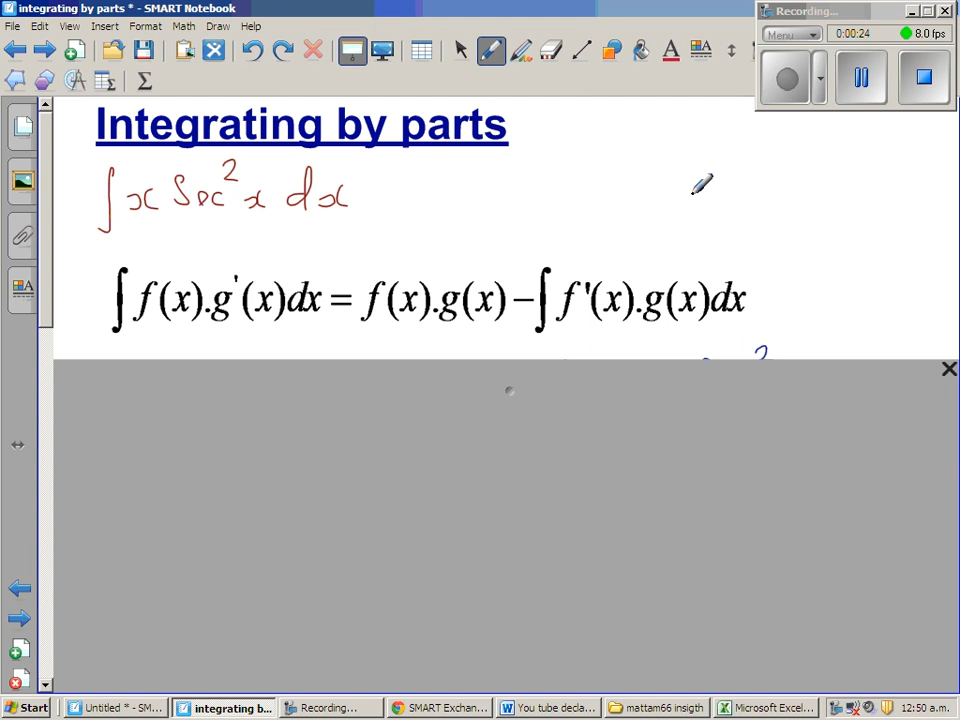 integrating by parts * - SMART Notebook
Recording...
File Edit View Insert Format Math Draw Help
Menu 0:00:24 8.0 fps
Integrating by parts
∫ x Sec²x dx
∫ f(x).g'(x)dx = f(x).g(x) − ∫ f'(x).g(x)dx
2
Start Untitled * - SM... integrating b... Recording... SMART Exchan... You tube decla... mattam66 insigth Microsoft Excel... 12:50 a.m.